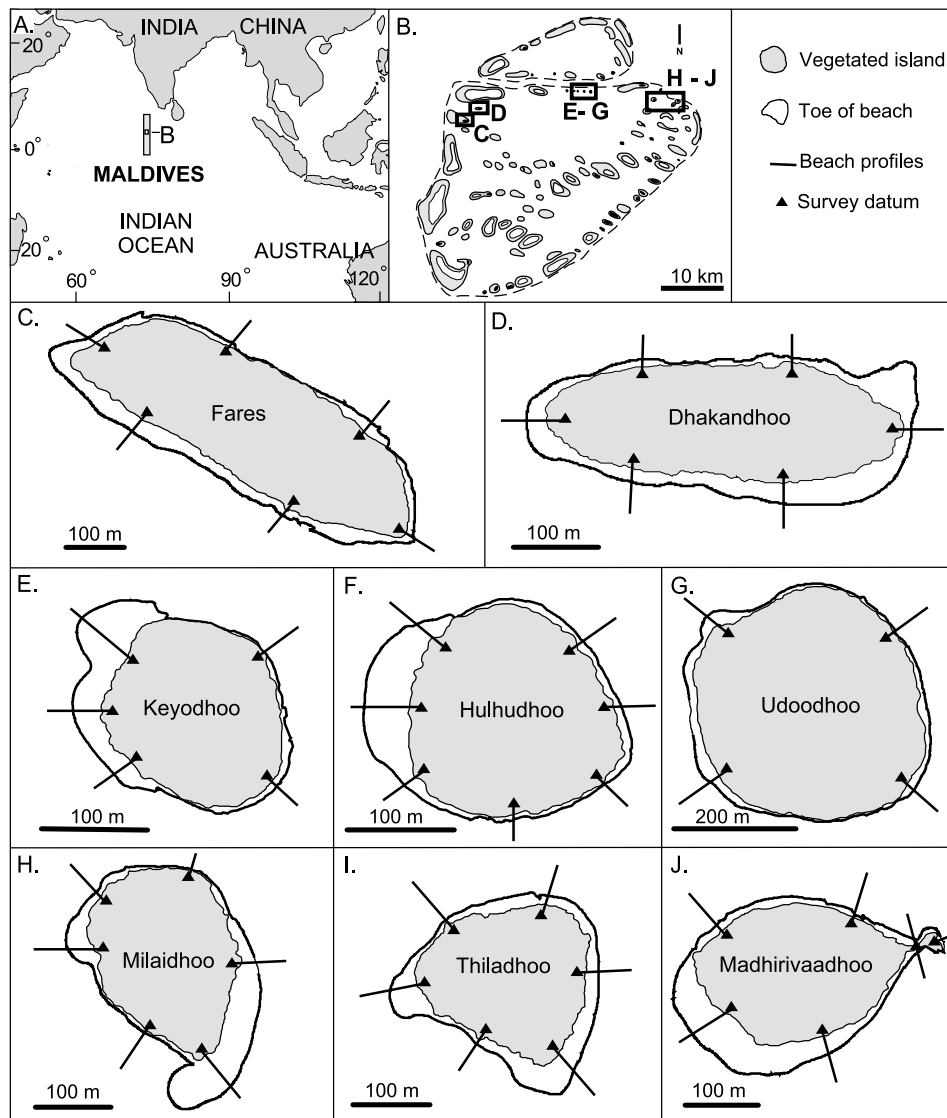 A.
INDIA
CHINA
20°
B
0°
MALDIVES
INDIAN
OCEAN
AUSTRALIA
20°
60°
90°
120°
B.
N
H - J
D
E- G
C
10 km
Vegetated island
Toe of beach
Beach profiles
Survey datum
C.
Fares
100 m
D.
Dhakandhoo
100 m
E.
Keyodhoo
100 m
F.
Hulhudhoo
100 m
G.
Udoodhoo
200 m
H.
Milaidhoo
100 m
I.
Thiladhoo
100 m
J.
Madhirivaadhoo
100 m